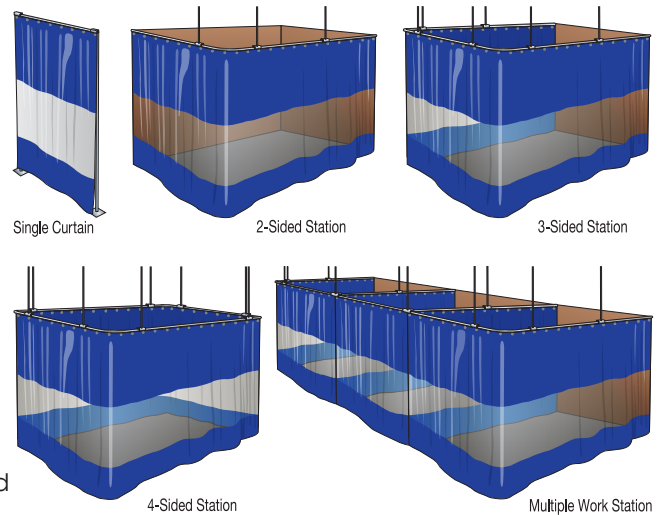 Single Curtain
2-Sided Station
3-Sided Station
d
4-Sided Station
Multiple Work Station